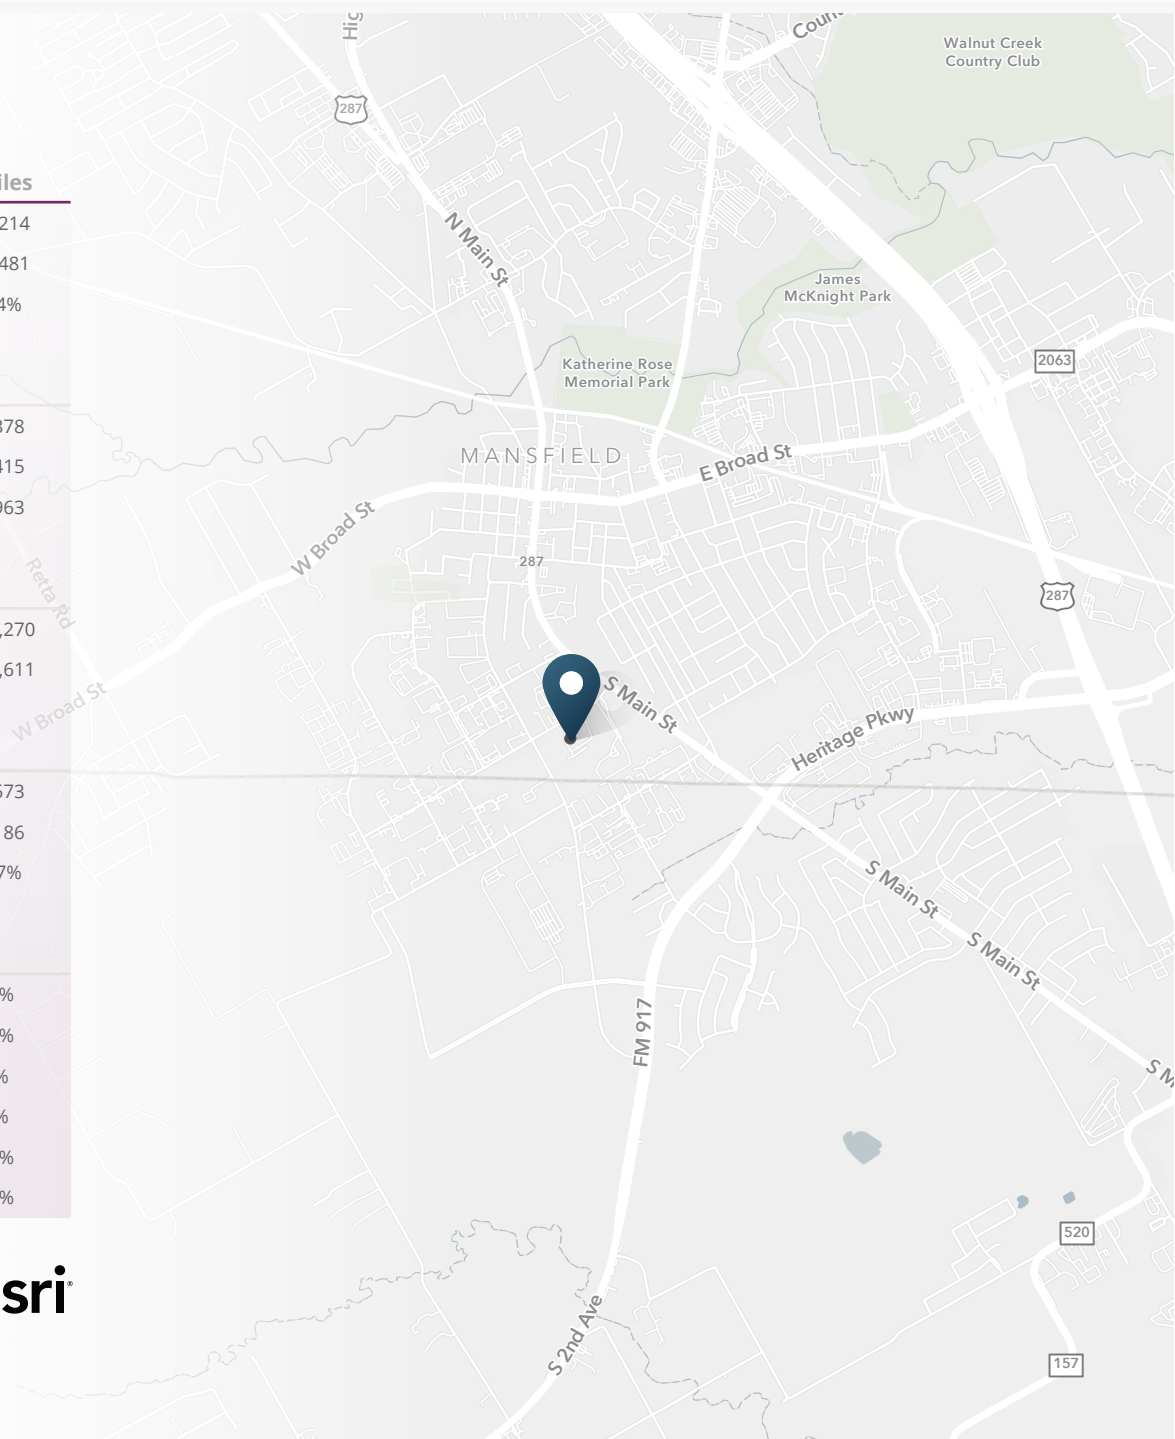 Walnut Creek
Country Club
287
iles
214
N Main St
481
James
McKnight Park
4%
2063
Katherine Rose
Memorial Park
378
MANSFIELD
E Broad St
415
963
W Broad St
287
Retta Rd
287
,270
,611
S Main St
W Broad St
Heritage Pkwy
573
86
7%
S Main St
S Main St
%
FM 917
%
%
%
%
%
520
sri
S 2nd Ave
157